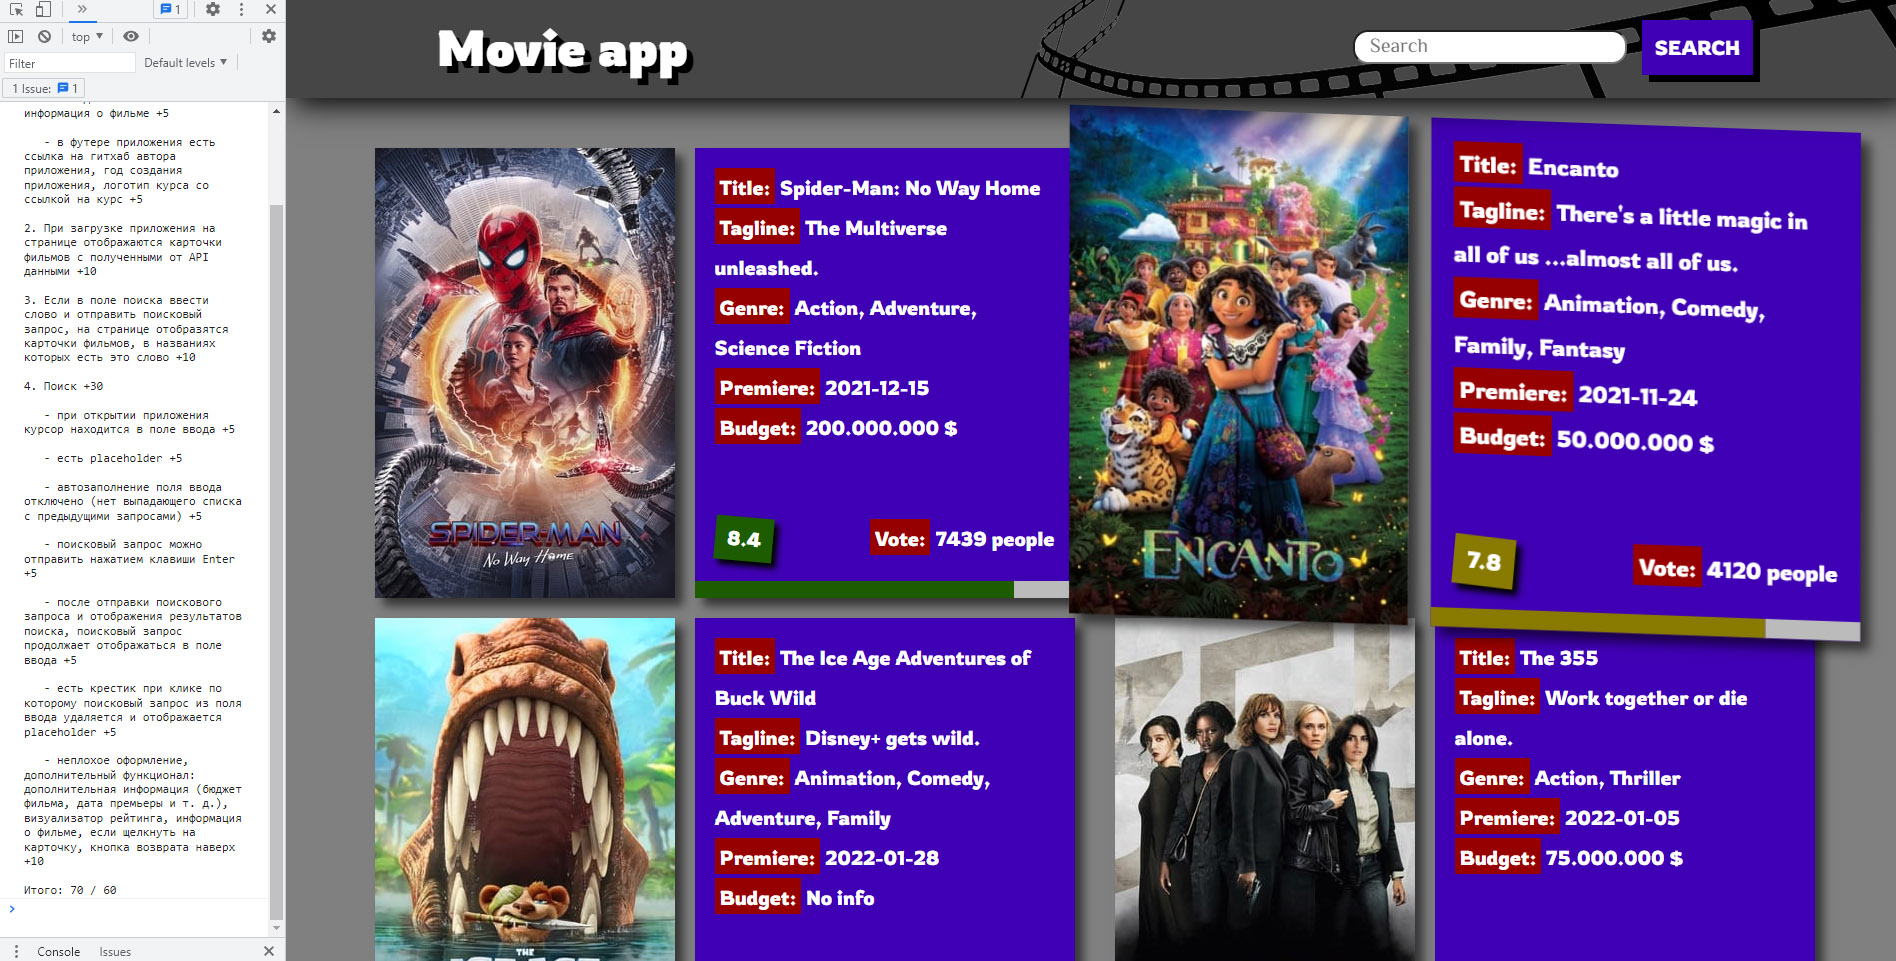 top ▼
Filter
Default levels ▼
1 Issue: 1
1
информация о фильме +5
- в футере приложения есть
ссылка на гитхаб автора
приложения, год создания
приложения, логотип курса со
ссылкой на курс +5
2. При загрузке приложения на
странице отображаются карточки
фильмов с полученными от API
данными +10
3. Если в поле поиска ввести
слово и отправить поисковый
запрос, на странице отобразятся
карточки фильмов, в названиях
которых есть это слово +10
4. Поиск +30
- при открытии приложения
курсор находится в поле ввода +5
- есть placeholder +5
- автозаполнение поля ввода
отключено (нет выпадающего списка
с предыдущими запросами) +5
- поисковый запрос можно
отправить нажатием клавиши Enter
+5
- после отправки поискового
запроса и отображения результатов
поиска, поисковый запрос
продолжает отображаться в поле
ввода +5
- есть крестик при клике по
которому поисковый запрос из поля
ввода удаляется и отображается
placeholder +5
- неплохое оформление,
дополнительный функционал:
дополнительная информация (бюджет
фильма, дата премьеры и т. д.),
визуализатор рейтинга, информация
о фильме, если щелкнуть на
карточку, кнопка возврата наверх
+10
Итого: 70 / 60
Console Issues
Movie app
Search
SEARCH
SPIDER-MAN
No Way Home
Title: Spider-Man: No Way Home
Tagline: The Multiverse
unleashed.
Genre: Action, Adventure,
Science Fiction
Premiere: 2021-12-15
Budget: 200.000.000 $
8.4
Vote: 7439 people
ENCANTO
Title: Encanto
Tagline: There's a little magic in
all of us ...almost all of us.
Genre: Animation, Comedy,
Family, Fantasy
Premiere: 2021-11-24
Budget: 50.000.000 $
7.8
Vote: 4120 people
THE
Title: The Ice Age Adventures of
Buck Wild
Tagline: Disney+ gets wild.
Genre: Animation, Comedy,
Adventure, Family
Premiere: 2022-01-28
Budget: No info
Title: The 355
Tagline: Work together or die
alone.
Genre: Action, Thriller
Premiere: 2022-01-05
Budget: 75.000.000 $